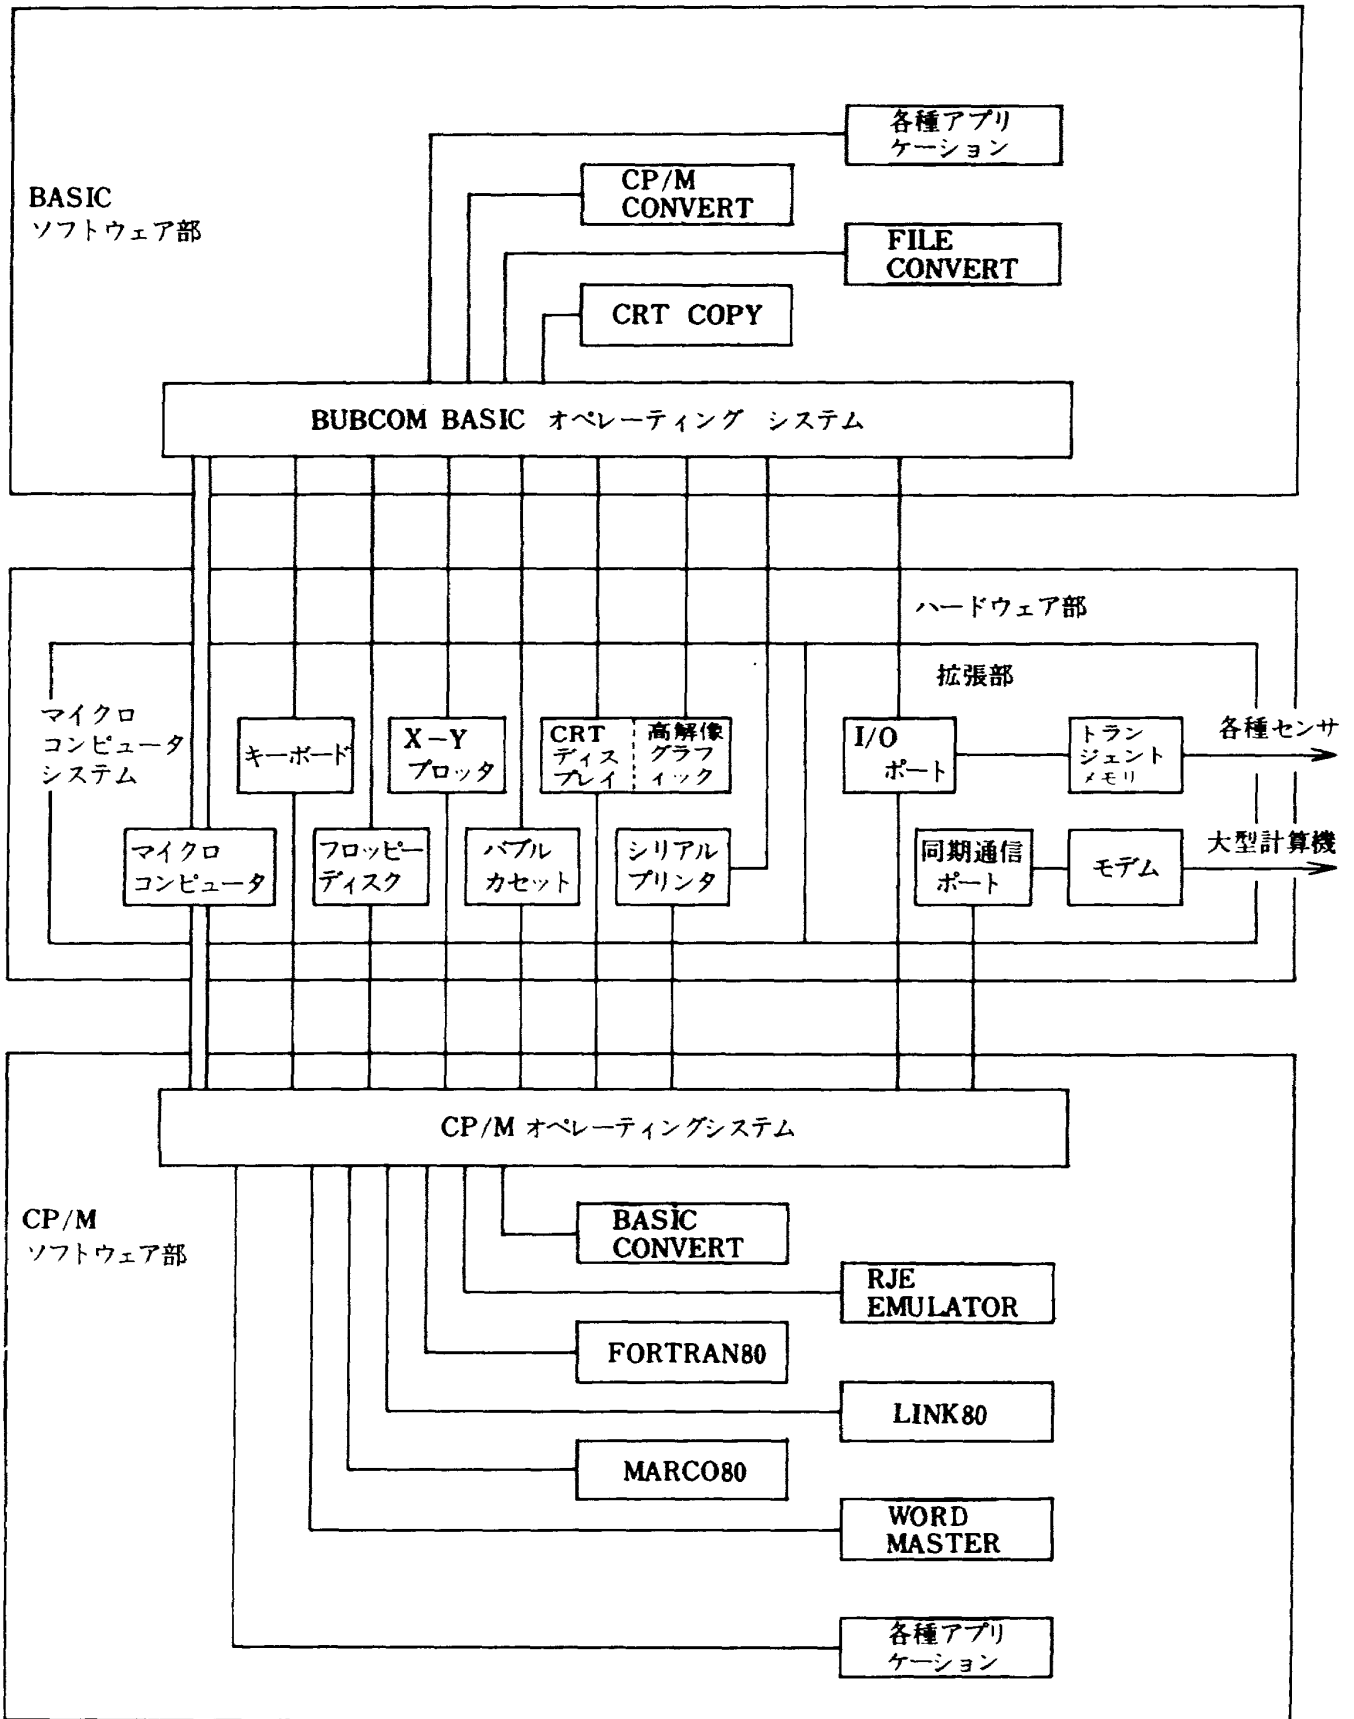 各種アプリ
ケーション
CP/M
CONVERT
BASIC
ソフトウェア部
FILE
CONVERT
CRT COPY
BUBCOM BASIC オペレーティング システム
ハードウェア部
拡張部
マイクロ
コンピュータ
システム
キーボード
X-Y
プロッタ
CRT
ディス
プレイ
高解像
グラフ
ィック
I/O
ポート
トラン
ジェント
メモリ
各種センサ
マイクロ
コンピュータ
フロッピー
ディスク
バブル
カセット
シリアル
プリンタ
同期通信
ポート
モデム
大型計算機
CP/M オペレーティングシステム
CP/M
ソフトウェア部
BASIC
CONVERT
RJE
EMULATOR
FORTRAN80
LINK80
MARCO80
WORD
MASTER
各種アプリ
ケーション